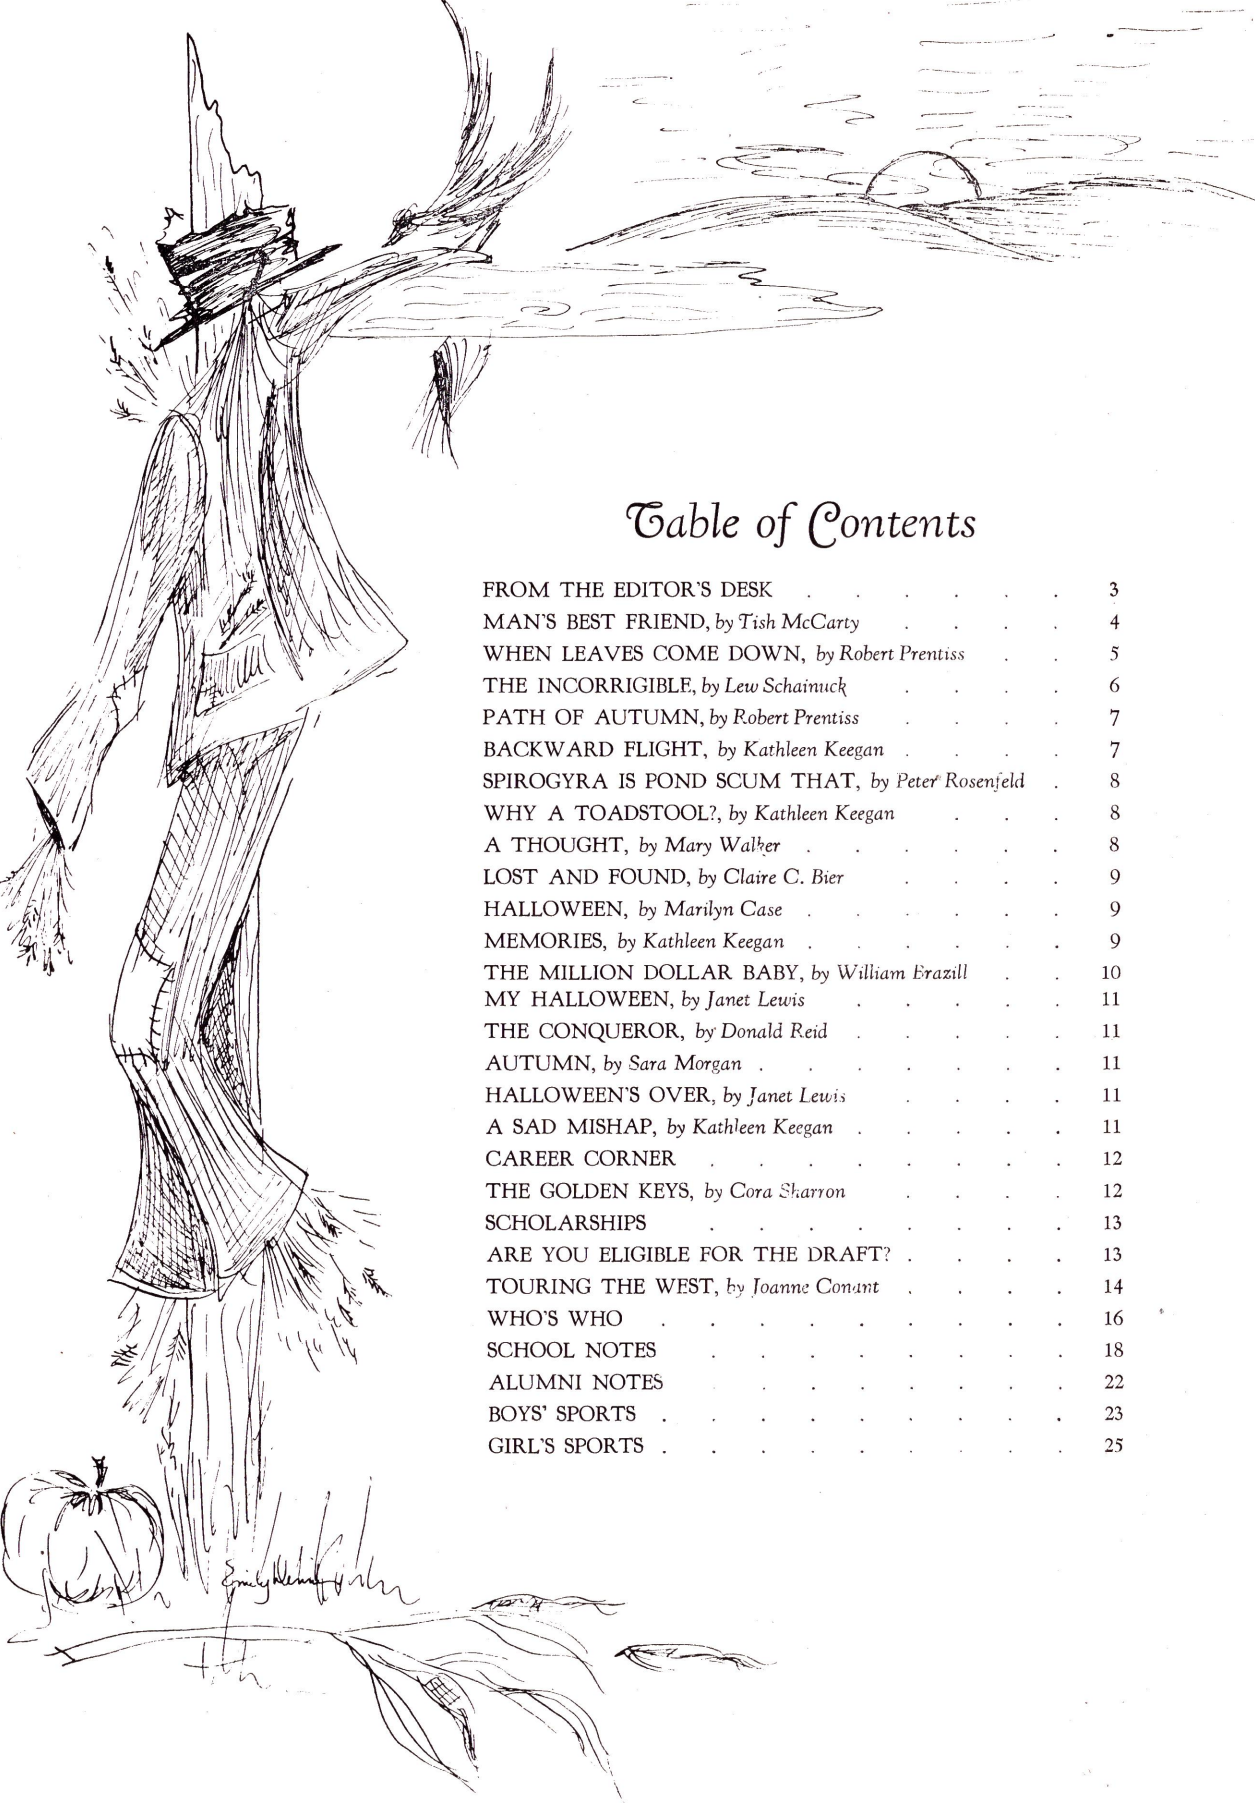 Table of Contents
FROM THE EDITOR'S DESK . . . . . . 3
MAN'S BEST FRIEND, by Tish McCarty . . . . 4
WHEN LEAVES COME DOWN, by Robert Prentiss . . 5
THE INCORRIGIBLE, by Lew Schainuck . . . . 6
PATH OF AUTUMN, by Robert Prentiss . . . . 7
BACKWARD FLIGHT, by Kathleen Keegan . . . . 7
SPIROGYRA IS POND SCUM THAT, by Peter Rosenfeld . 8
WHY A TOADSTOOL?, by Kathleen Keegan . . . 8
A THOUGHT, by Mary Walker . . . . . . 8
LOST AND FOUND, by Claire C. Bier . . . . 9
HALLOWEEN, by Marilyn Case . . . . . . 9
MEMORIES, by Kathleen Keegan . . . . . . 9
THE MILLION DOLLAR BABY, by William Brazill . . 10
MY HALLOWEEN, by Janet Lewis . . . . . 11
THE CONQUEROR, by Donald Reid . . . . . 11
AUTUMN, by Sara Morgan . . . . . . . 11
HALLOWEEN'S OVER, by Janet Lewis . . . . 11
A SAD MISHAP, by Kathleen Keegan . . . . . 11
CAREER CORNER . . . . . . . . 12
THE GOLDEN KEYS, by Cora Sharron . . . . 12
SCHOLARSHIPS . . . . . . . . 13
ARE YOU ELIGIBLE FOR THE DRAFT? . . . . 13
TOURING THE WEST, by Joanne Conant . . . . 14
WHO'S WHO . . . . . . . . . 16
SCHOOL NOTES . . . . . . . . 18
ALUMNI NOTES . . . . . . . 22
BOYS' SPORTS . . . . . . . . . 23
GIRL'S SPORTS . . . . . . . . . 25
Emily